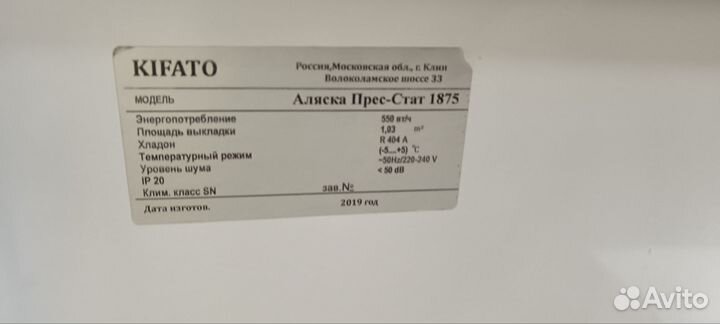 KIFATO
Россия,Московская обл., г. Клин
Волоколамское шоссе 33
МОДЕЛЬ Аляска Прес-Стат 1875
Энергопотребление 550 вт/ч
Площадь выкладки 1,03 м²
Хладон R 404 A
Температурный режим (-5....+5) °C
Уровень шума ~50Hz/220-240 V
IP 20 < 50 dB
Клим. класс SN зав.№
Дата изготов. 2019 год
Avito